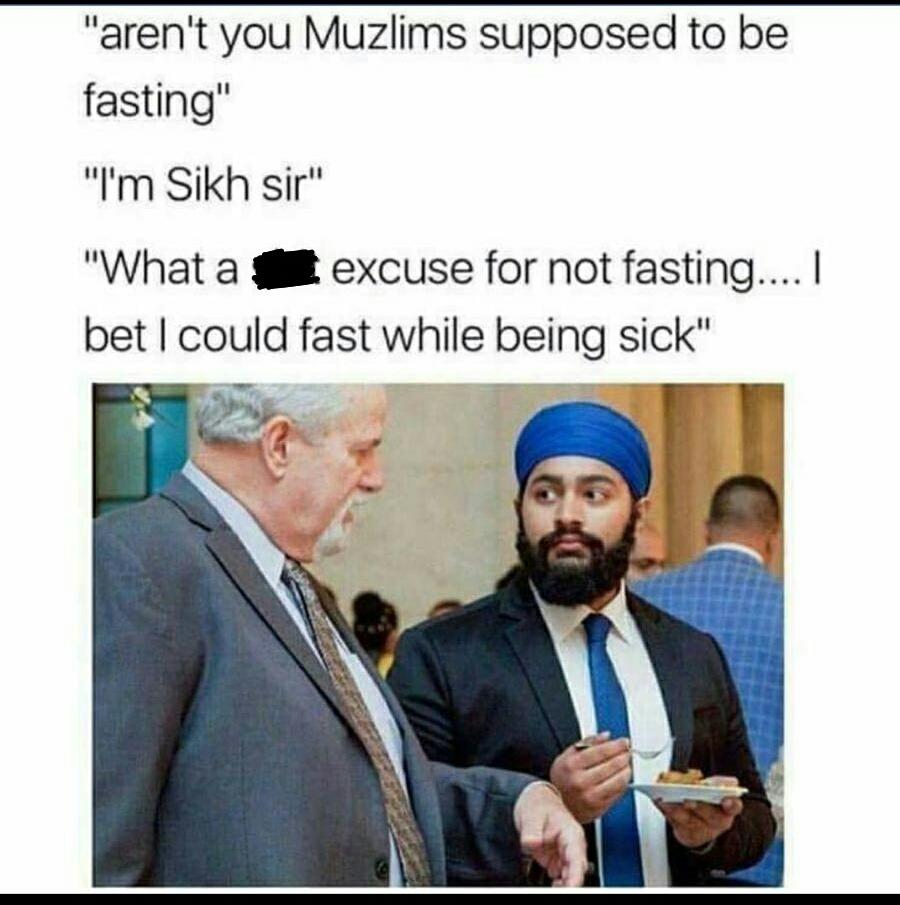 "aren't you Muzlims supposed to be
fasting"
"I'm Sikh sir"
"What a excuse for not fasting.... I
bet I could fast while being sick"